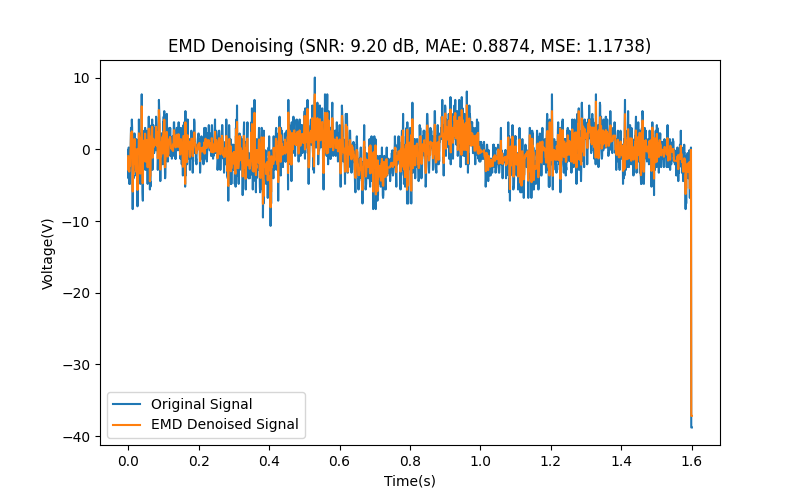 EMD Denoising (SNR: 9.20 dB, MAE: 0.8874, MSE: 1.1738)
10
0
−10
−20
−30
−40
Voltage(V)
Original Signal
EMD Denoised Signal
0.0 0.2 0.4 0.6 0.8 1.0 1.2 1.4 1.6
Time(s)